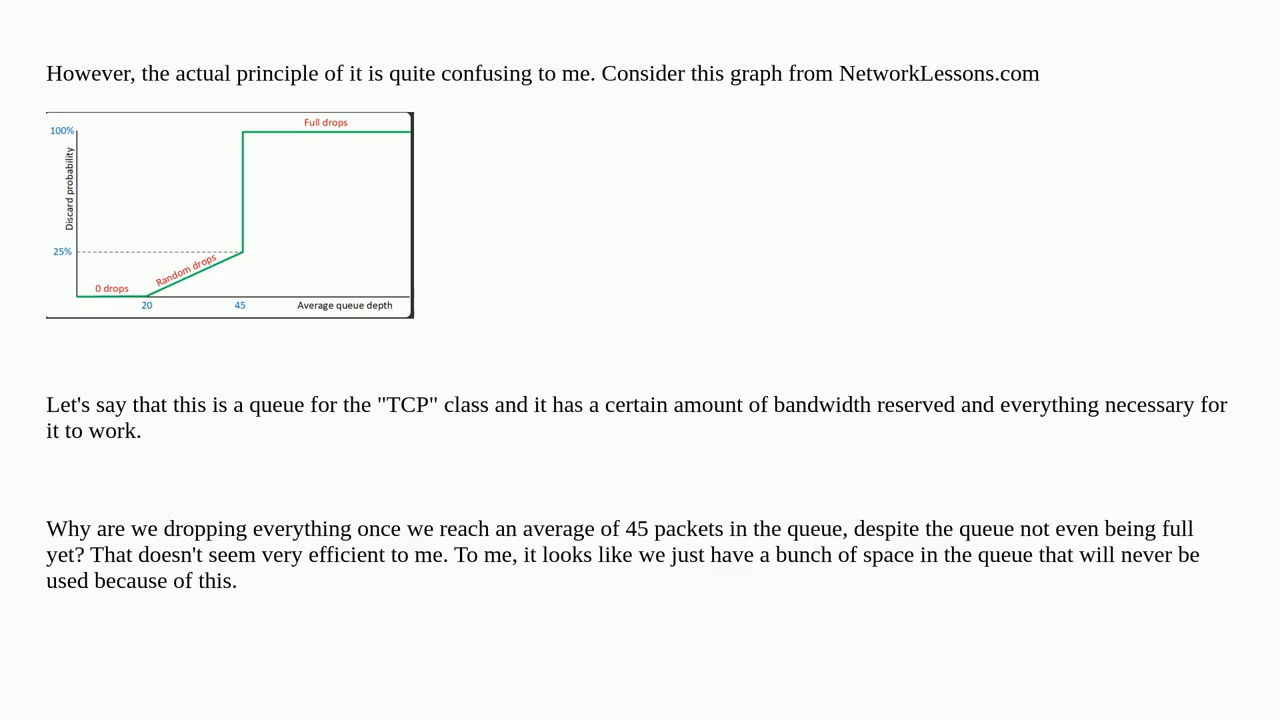 However, the actual principle of it is quite confusing to me. Consider this graph from NetworkLessons.com
Full drops
100%
Discard probability
25%
Random drops
0 drops
20
45
Average queue depth
Let's say that this is a queue for the "TCP" class and it has a certain amount of bandwidth reserved and everything necessary for
it to work.
Why are we dropping everything once we reach an average of 45 packets in the queue, despite the queue not even being full
yet? That doesn't seem very efficient to me. To me, it looks like we just have a bunch of space in the queue that will never be
used because of this.